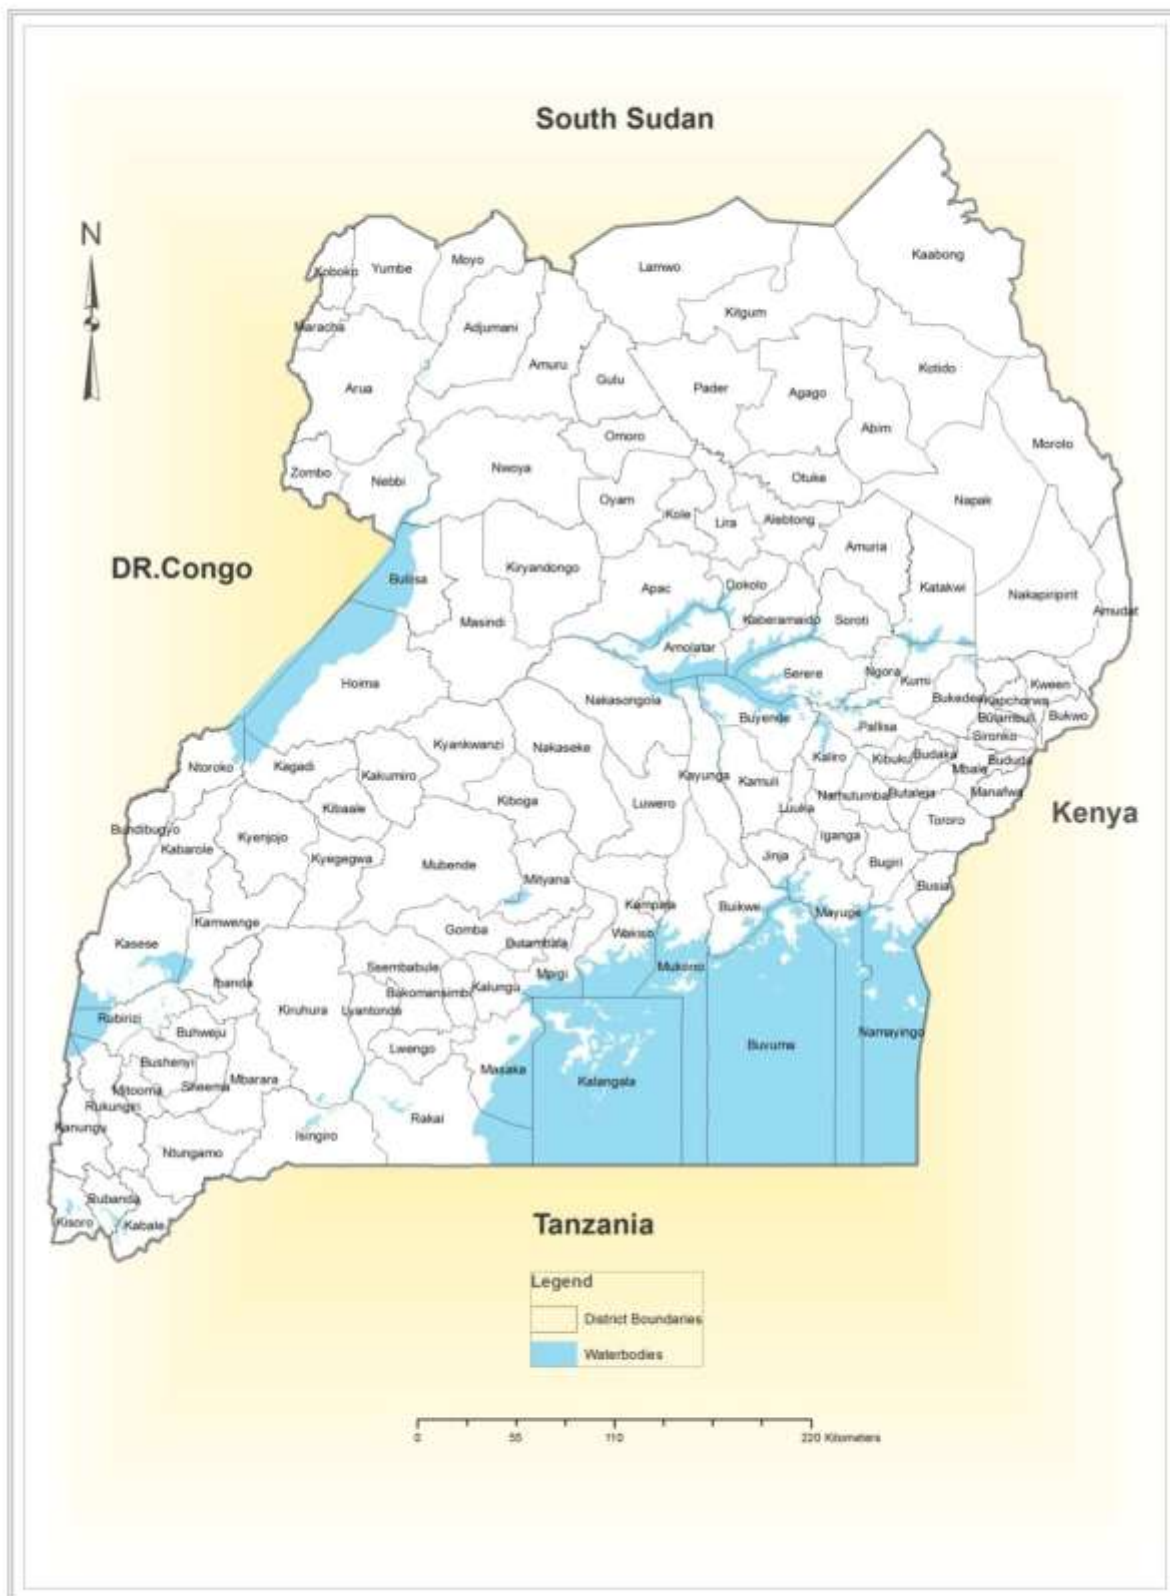 South Sudan
N
Kaabong
Koboko
Yumbe
Moyo
Lamwo
Kitgum
Maracha
Adjumani
Amuru
Gulu
Pader
Agago
Kotido
Arua
Abim
Moroto
Omoro
Zombo
Nebbi
Nwoya
Otuke
Napak
Oyam
Kole
Lira
Alebtong
Amuria
DR.Congo
Buliisa
Kiryandongo
Apac
Dokolo
Katakwi
Nakapiripirit
Amudat
Masindi
Kaberamaido
Soroti
Amolatar
Hoima
Nakasongola
Serere
Ngora
Kumi
Bukedea
Kween
Kapchorwa
Buyende
Pallisa
Bulambuli
Bukwo
Sironko
Kyankwanzi
Nakaseke
Ntoroko
Kagadi
Kakumiro
Kayunga
Kamuli
Kaliro
Kibuku
Budaka
Mbale
Bududa
Kibaale
Kiboga
Luwero
Luuka
Namutumba
Butaleja
Manafwa
Kenya
Bundibugyo
Kabarole
Kyenjojo
Kyegegwa
Mubende
Iganga
Tororo
Jinja
Bugiri
Mityana
Busia
Kamwenge
Kampala
Buikwe
Mayuge
Kasese
Gomba
Butambala
Wakiso
Ssembabule
Mpigi
Mukono
Ibanda
Bakomansimbi
Kalungu
Rubirizi
Kiruhura
Lyantonde
Buhweju
Namayingo
Lwengo
Buvuma
Bushenyi
Masaka
Kalangala
Mitooma
Sheema
Mbarara
Rukungiri
Kanungu
Rakai
Isingiro
Ntungamo
Rubanda
Kisoro
Kabale
Tanzania
Legend
District Boundaries
Waterbodies
0 55 110 220 Kilometers